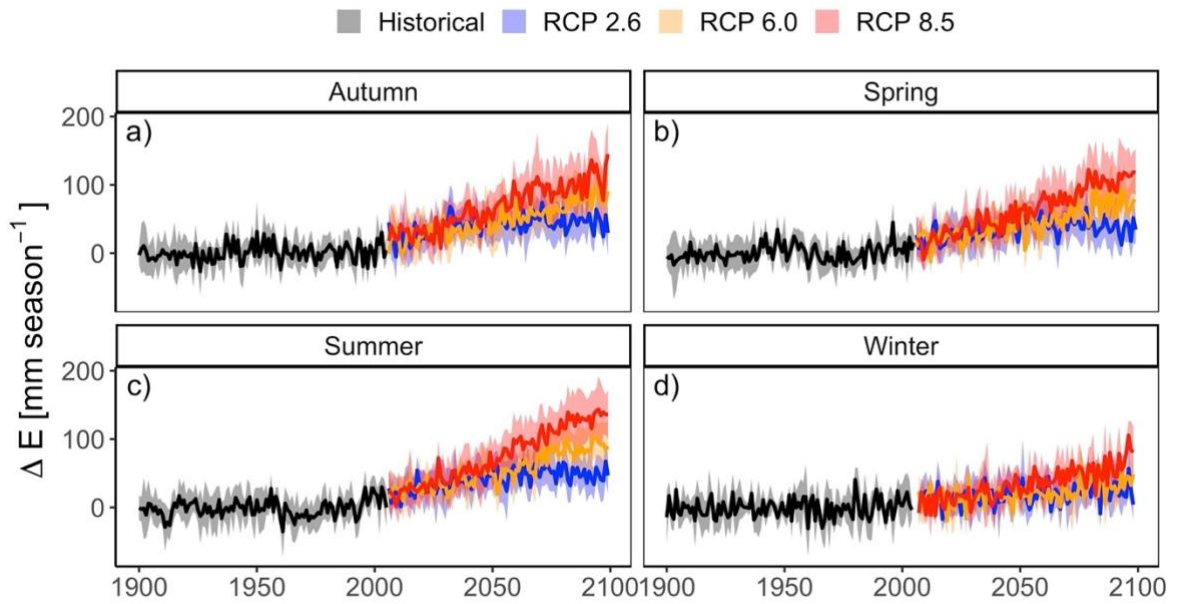 Historical RCP 2.6 RCP 6.0 RCP 8.5
Autumn Spring
a) b)
200
100
0
Δ E [mm season⁻¹ ]
Summer Winter
c) d)
200
100
0
1900 1950 2000 2050 2100 1900 1950 2000 2050 2100